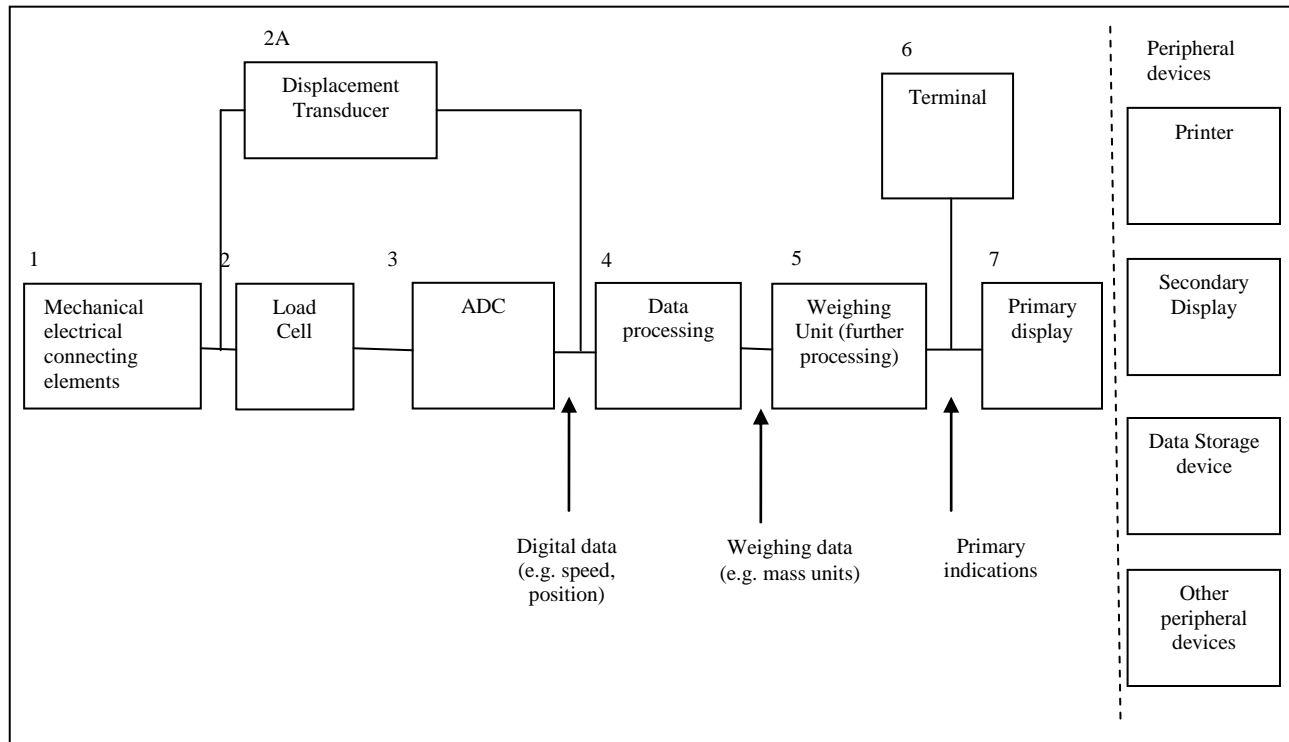 2A
Displacement
Transducer
6
Terminal
Peripheral
devices
Printer
1
Mechanical
electrical
connecting
elements
2
Load
Cell
3
ADC
4
Data
processing
5
Weighing
Unit (further
processing)
7
Primary
display
Secondary
Display
Data Storage
device
Other
peripheral
devices
Digital data
(e.g. speed,
position)
Weighing data
(e.g. mass units)
Primary
indications